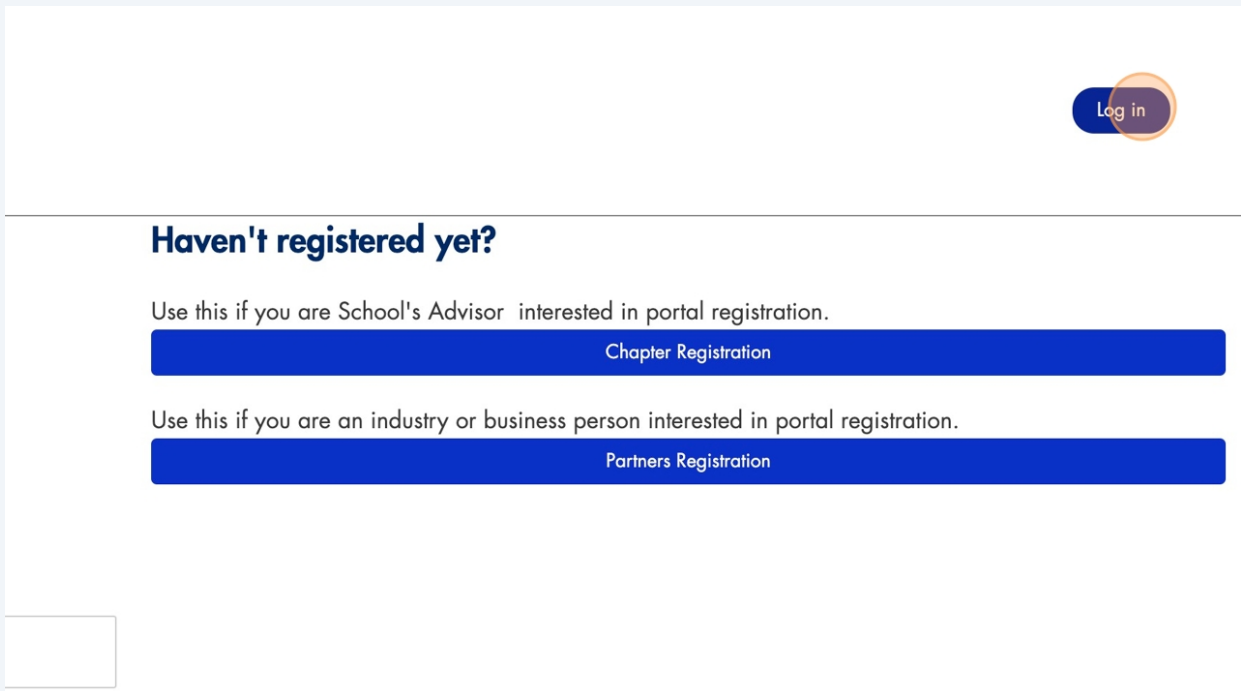 Log in
Haven't registered yet?
Use this if you are School's Advisor  interested in portal registration.
Chapter Registration
Use this if you are an industry or business person interested in portal registration.
Partners Registration